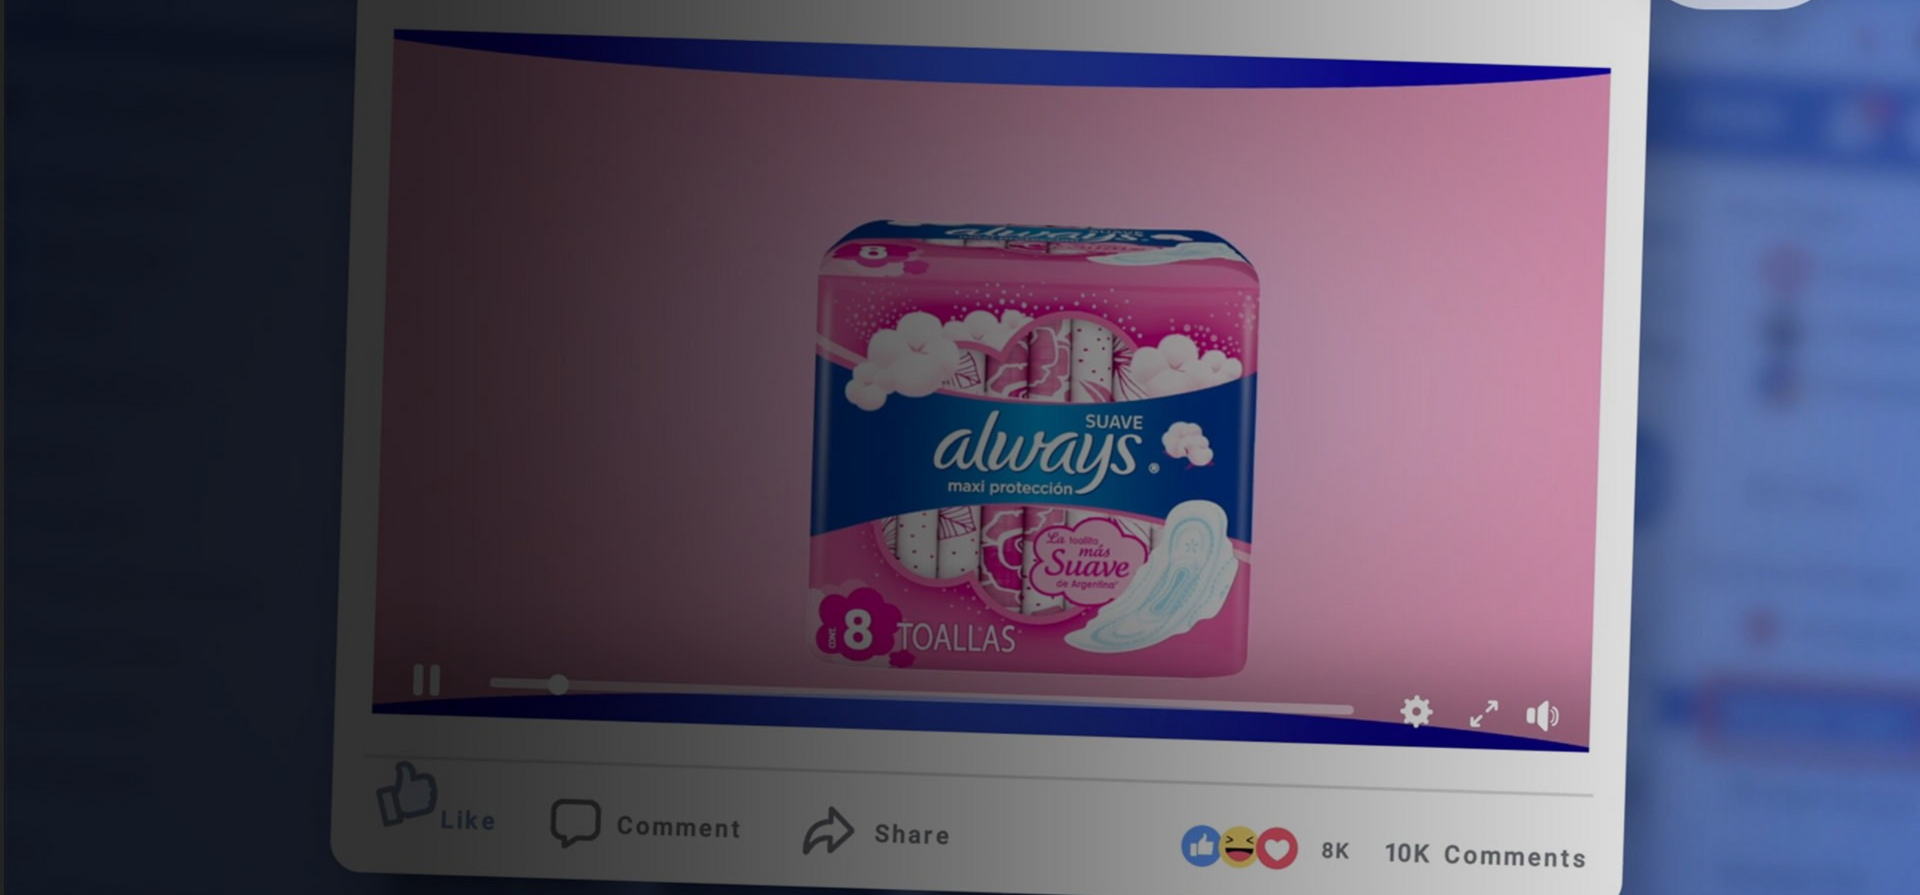 always
SUAVE
8
SUAVE
always®
maxi protección
La toallita
más
Suave
de Argentina
8 TOALLAS
Like
Comment
Share
8K
10K Comments